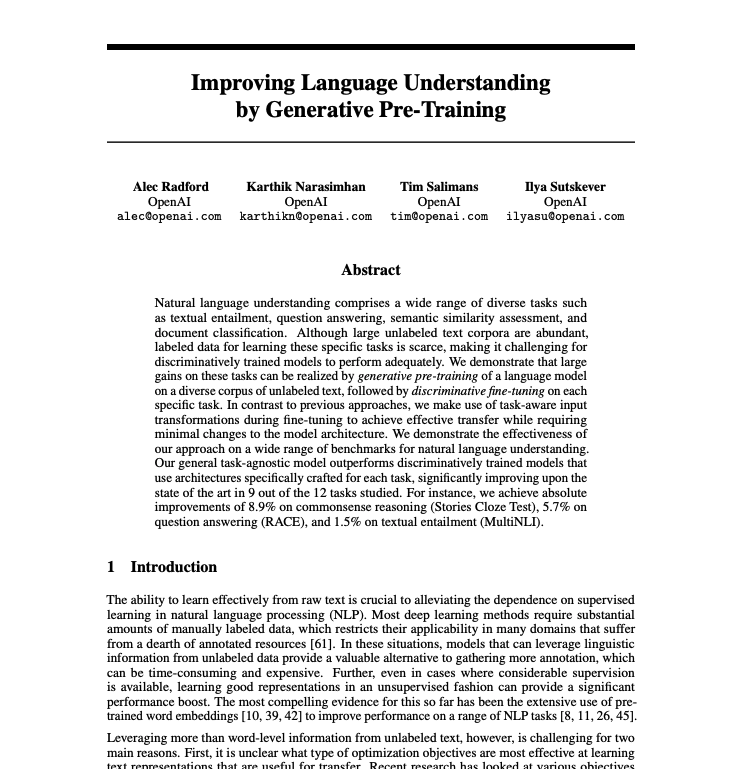 Improving Language Understanding
by Generative Pre-Training
Alec Radford
OpenAI
alec@openai.com
Karthik Narasimhan
OpenAI
karthikn@openai.com
Tim Salimans
OpenAI
tim@openai.com
Ilya Sutskever
OpenAI
ilyasu@openai.com
Abstract
Natural language understanding comprises a wide range of diverse tasks such
as textual entailment, question answering, semantic similarity assessment, and
document classification. Although large unlabeled text corpora are abundant,
labeled data for learning these specific tasks is scarce, making it challenging for
discriminatively trained models to perform adequately. We demonstrate that large
gains on these tasks can be realized by generative pre-training of a language model
on a diverse corpus of unlabeled text, followed by discriminative fine-tuning on each
specific task. In contrast to previous approaches, we make use of task-aware input
transformations during fine-tuning to achieve effective transfer while requiring
minimal changes to the model architecture. We demonstrate the effectiveness of
our approach on a wide range of benchmarks for natural language understanding.
Our general task-agnostic model outperforms discriminatively trained models that
use architectures specifically crafted for each task, significantly improving upon the
state of the art in 9 out of the 12 tasks studied. For instance, we achieve absolute
improvements of 8.9% on commonsense reasoning (Stories Cloze Test), 5.7% on
question answering (RACE), and 1.5% on textual entailment (MultiNLI).
1 Introduction
The ability to learn effectively from raw text is crucial to alleviating the dependence on supervised
learning in natural language processing (NLP). Most deep learning methods require substantial
amounts of manually labeled data, which restricts their applicability in many domains that suffer
from a dearth of annotated resources [61]. In these situations, models that can leverage linguistic
information from unlabeled data provide a valuable alternative to gathering more annotation, which
can be time-consuming and expensive. Further, even in cases where considerable supervision
is available, learning good representations in an unsupervised fashion can provide a significant
performance boost. The most compelling evidence for this so far has been the extensive use of pre-
trained word embeddings [10, 39, 42] to improve performance on a range of NLP tasks [8, 11, 26, 45].
Leveraging more than word-level information from unlabeled text, however, is challenging for two
main reasons. First, it is unclear what type of optimization objectives are most effective at learning
text representations that are useful for transfer. Recent research has looked at various objectives